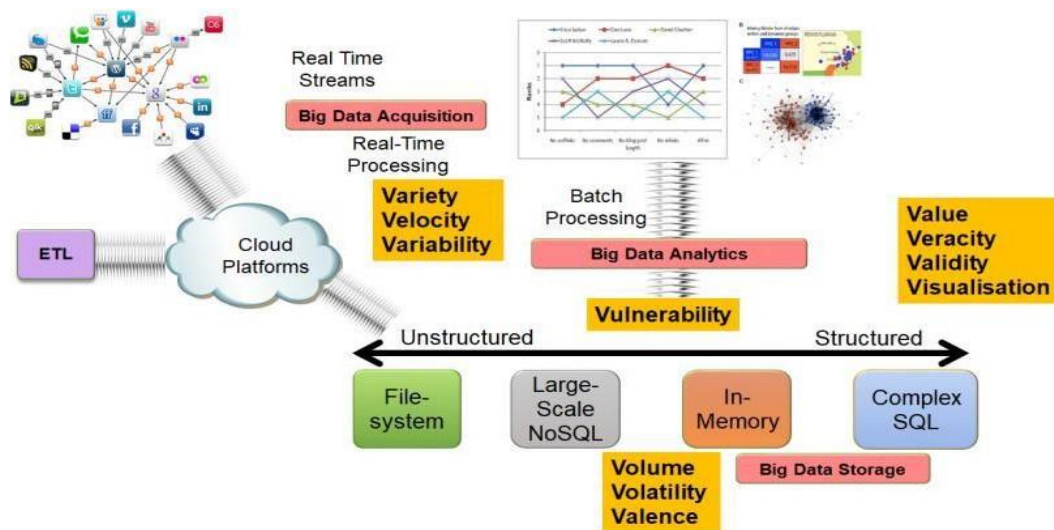 Real Time
Streams
Big Data Acquisition
Real-Time
Processing
Variety
Velocity
Variability
ETL
Cloud
Platforms
Ranks
Batch
Processing
Big Data Analytics
Vulnerability
Value
Veracity
Validity
Visualisation
Unstructured
Structured
File-
system
Large-
Scale
NoSQL
In-
Memory
Complex
SQL
Volume
Volatility
Valence
Big Data Storage